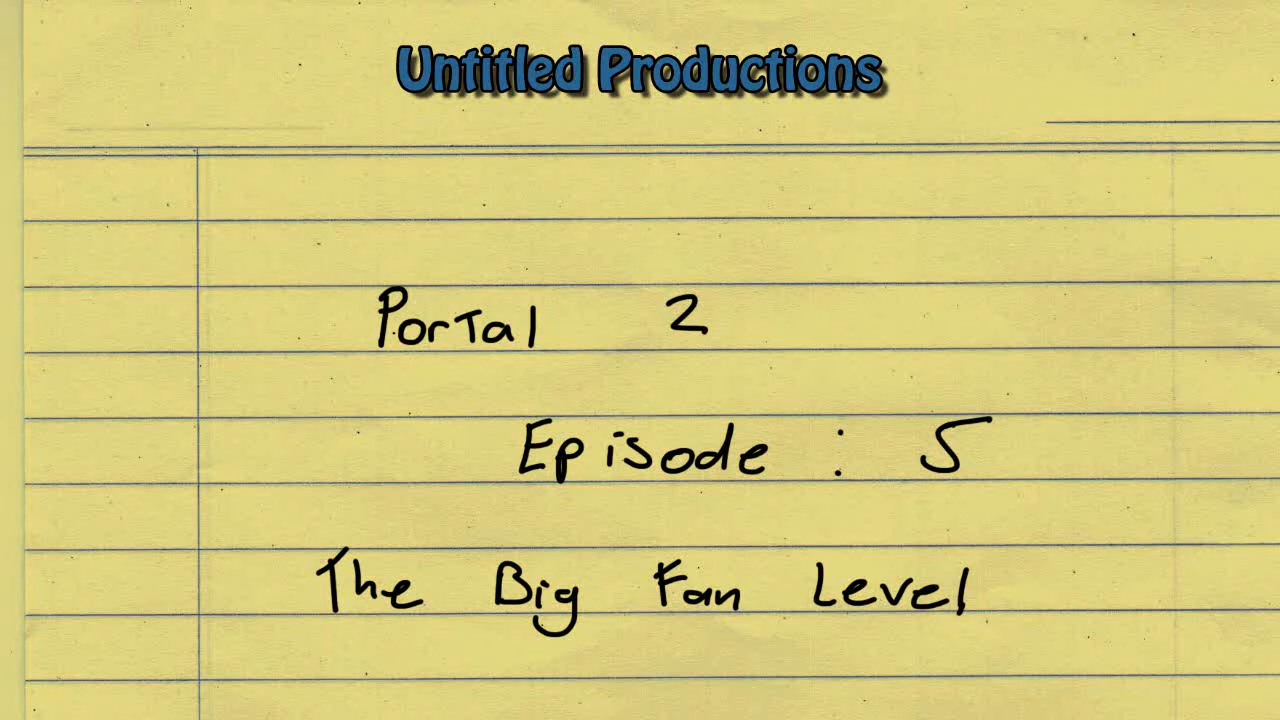 Untitled Productions
Portal 2
Episode : 5
The Big Fan Level